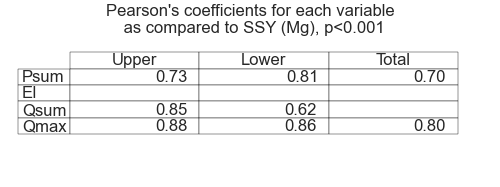 Pearson's coefficients for each variable
as compared to SSY (Mg), p<0.001
Upper Lower Total
Psum 0.73 0.81 0.70
EI
Qsum 0.85 0.62
Qmax 0.88 0.86 0.80